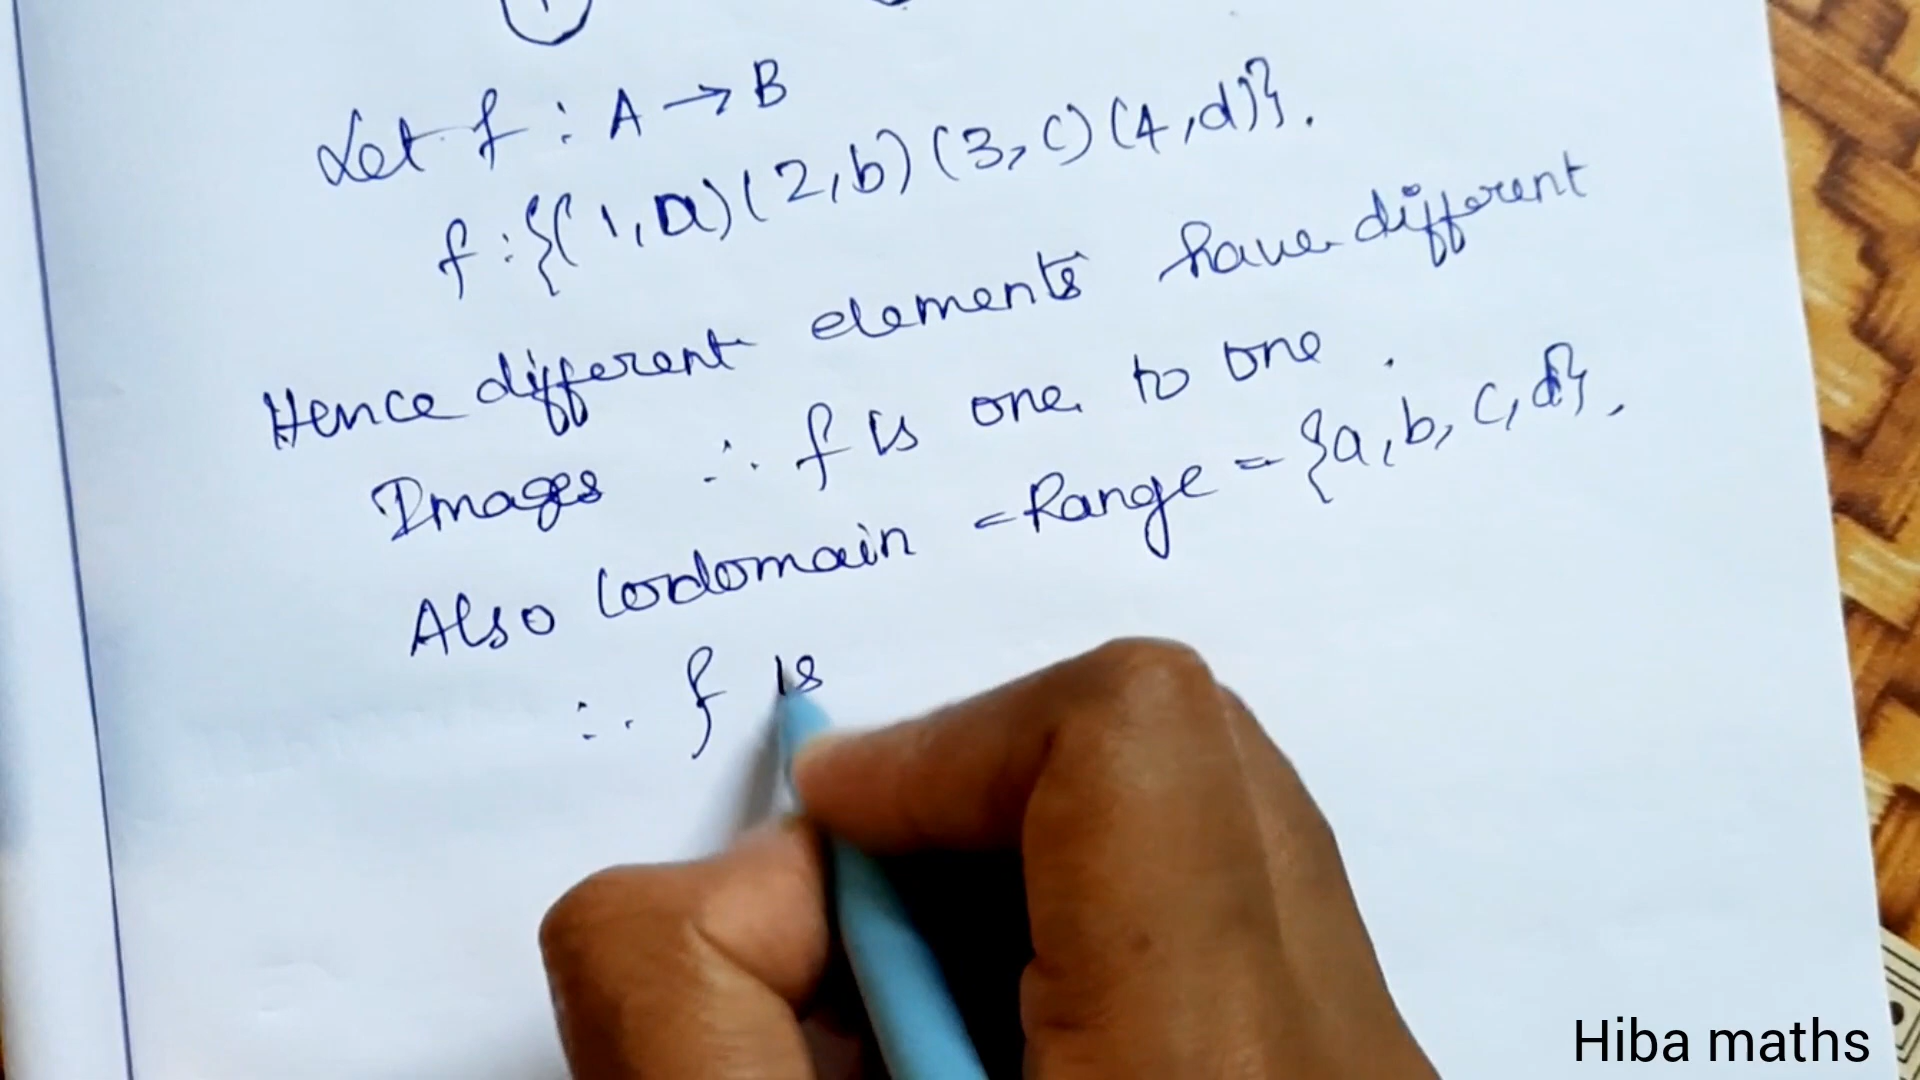 Let f : A → B
f : {(1,a)(2,b)(3,c)(4,d)}.
Hence different elements have different
Images ∴ f is one to one.
Also Codomain = Range = {a,b,c,d}.
∴ f is
Hiba maths